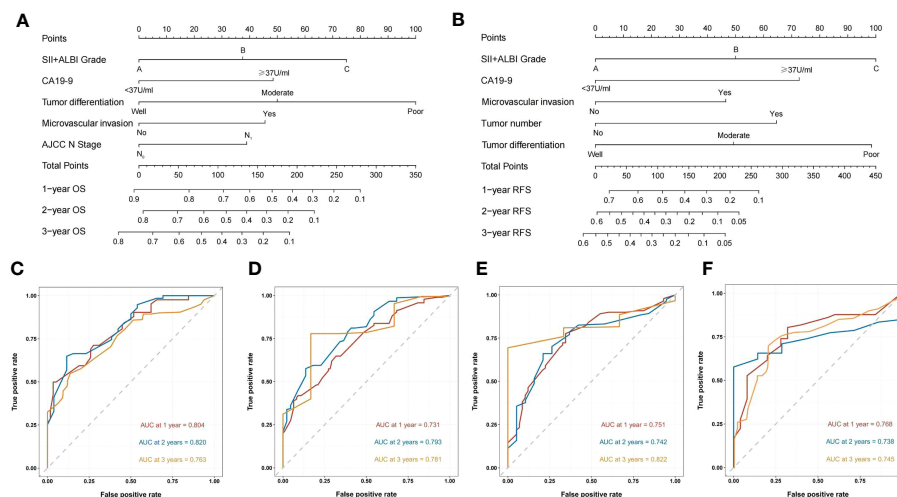 A
Points
0 10 20 30 40 50 60 70 80 90 100
SII+ALBI Grade
B
A C
CA19-9
≥37U/ml
<37U/ml
Tumor differentiation
Moderate
Well Poor
Microvascular invasion
Yes
No
AJCC N Stage
N1
N0
Total Points
0 50 100 150 200 250 300 350
1-year OS
0.9 0.8 0.7 0.6 0.5 0.4 0.3 0.2 0.1
2-year OS
0.8 0.7 0.6 0.5 0.4 0.3 0.2 0.1
3-year OS
0.8 0.7 0.6 0.5 0.4 0.3 0.2 0.1
B
Points
0 10 20 30 40 50 60 70 80 90 100
SII+ALBI Grade
B
A C
CA19-9
≥37U/ml
<37U/ml
Microvascular invasion
Yes
No
Tumor number
Yes
No
Tumor differentiation
Moderate
Well Poor
Total Points
0 50 100 150 200 250 300 350 400 450
1-year RFS
0.7 0.6 0.5 0.4 0.3 0.2 0.1
2-year RFS
0.6 0.5 0.4 0.3 0.2 0.1 0.05
3-year RFS
0.6 0.5 0.4 0.3 0.2 0.1 0.05
C
True positive rate
1.00
0.75
0.50
0.25
0.00
AUC at 1 year = 0.804
AUC at 2 years = 0.820
AUC at 3 years = 0.763
0.00 0.25 0.50 0.75 1.00
False positive rate
D
True positive rate
1.00
0.75
0.50
0.25
0.00
AUC at 1 year = 0.731
AUC at 2 years = 0.793
AUC at 3 years = 0.781
0.00 0.25 0.50 0.75 1.00
False positive rate
E
True positive rate
1.00
0.75
0.50
0.25
0.00
AUC at 1 year = 0.751
AUC at 2 years = 0.742
AUC at 3 years = 0.822
0.00 0.25 0.50 0.75 1.00
False positive rate
F
True positive rate
1.00
0.75
0.50
0.25
0.00
AUC at 1 year = 0.768
AUC at 2 years = 0.738
AUC at 3 years = 0.745
0.00 0.25 0.50 0.75
False positive rate